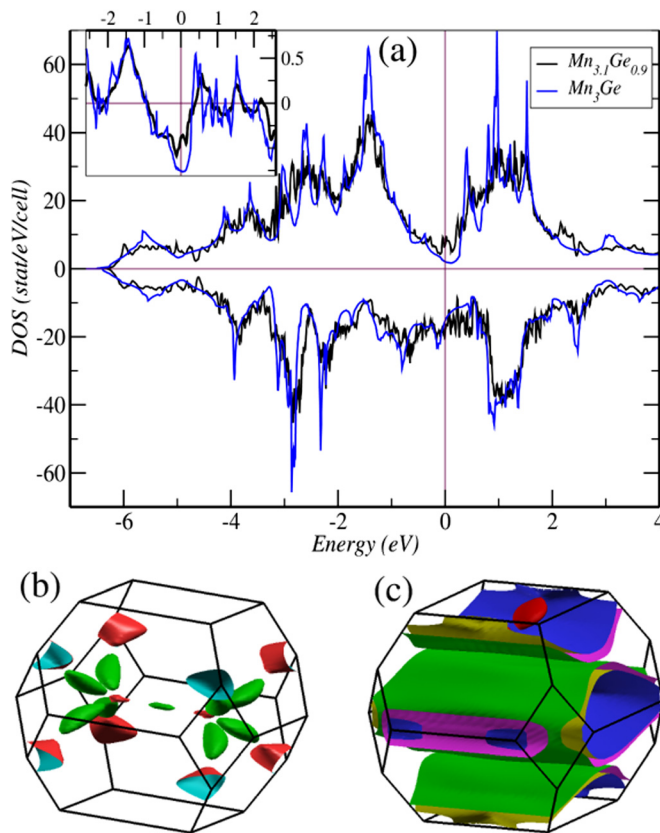 -2 -1 0 1 2
(a)
0.5
0
60
40
20
0
-20
-40
-60
DOS (stat/eV/cell)
Mn3.1Ge0.9
Mn3Ge
-6 -4 -2 0 2 4
Energy (eV)
(b)
(c)